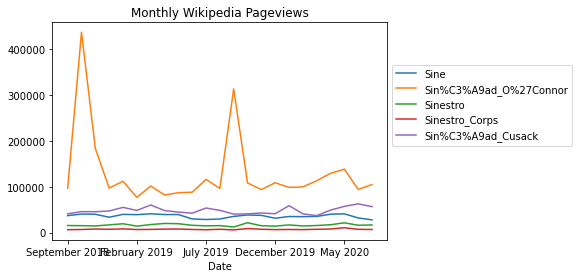 Monthly Wikipedia Pageviews
400000
300000
200000
100000
0
September 2018 February 2019 July 2019 December 2019 May 2020
Date
Sine
Sin%C3%A9ad_O%27Connor
Sinestro
Sinestro_Corps
Sin%C3%A9ad_Cusack